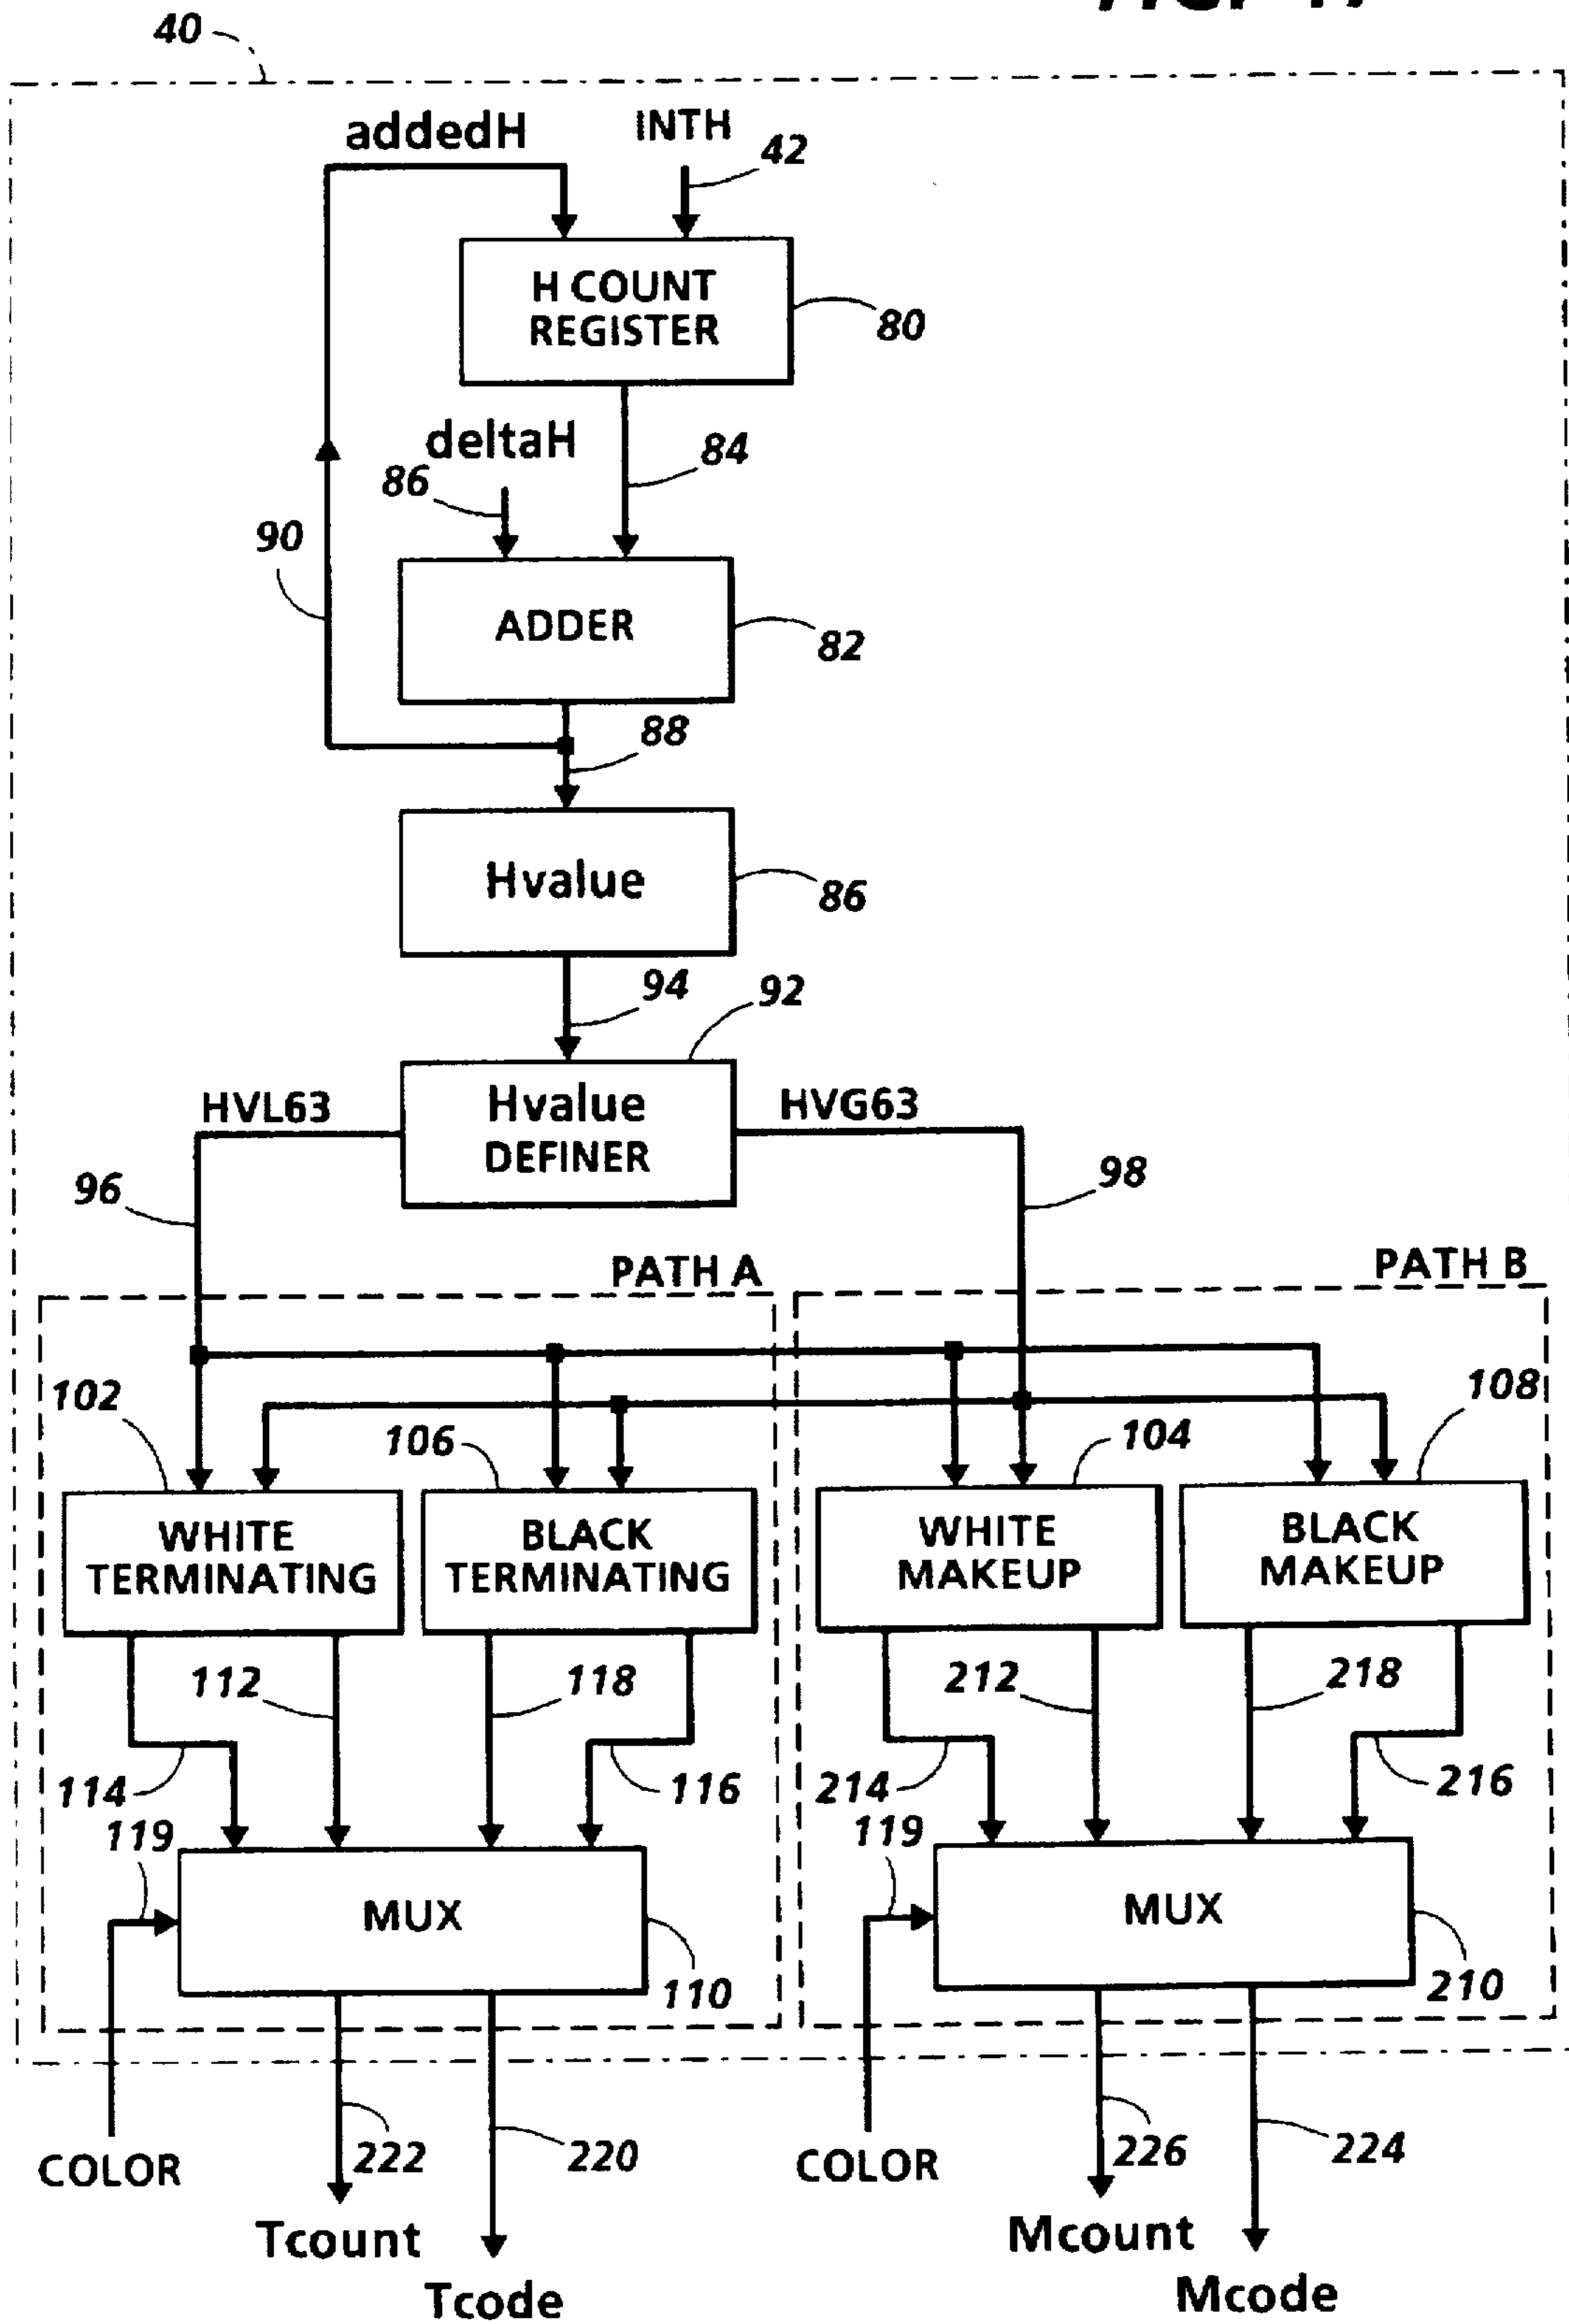 40
addedH
INTH
42
H COUNT
REGISTER
80
deltaH
86
84
90
ADDER
82
88
Hvalue
86
94
92
HVL63
Hvalue
DEFINER
HVG63
96
98
PATH A
PATH B
102
106
104
108
WHITE
TERMINATING
BLACK
TERMINATING
WHITE
MAKEUP
BLACK
MAKEUP
112
118
212
218
114
116
214
216
119
119
MUX
MUX
110
210
COLOR
222
220
COLOR
226
224
Tcount
Tcode
Mcount
Mcode